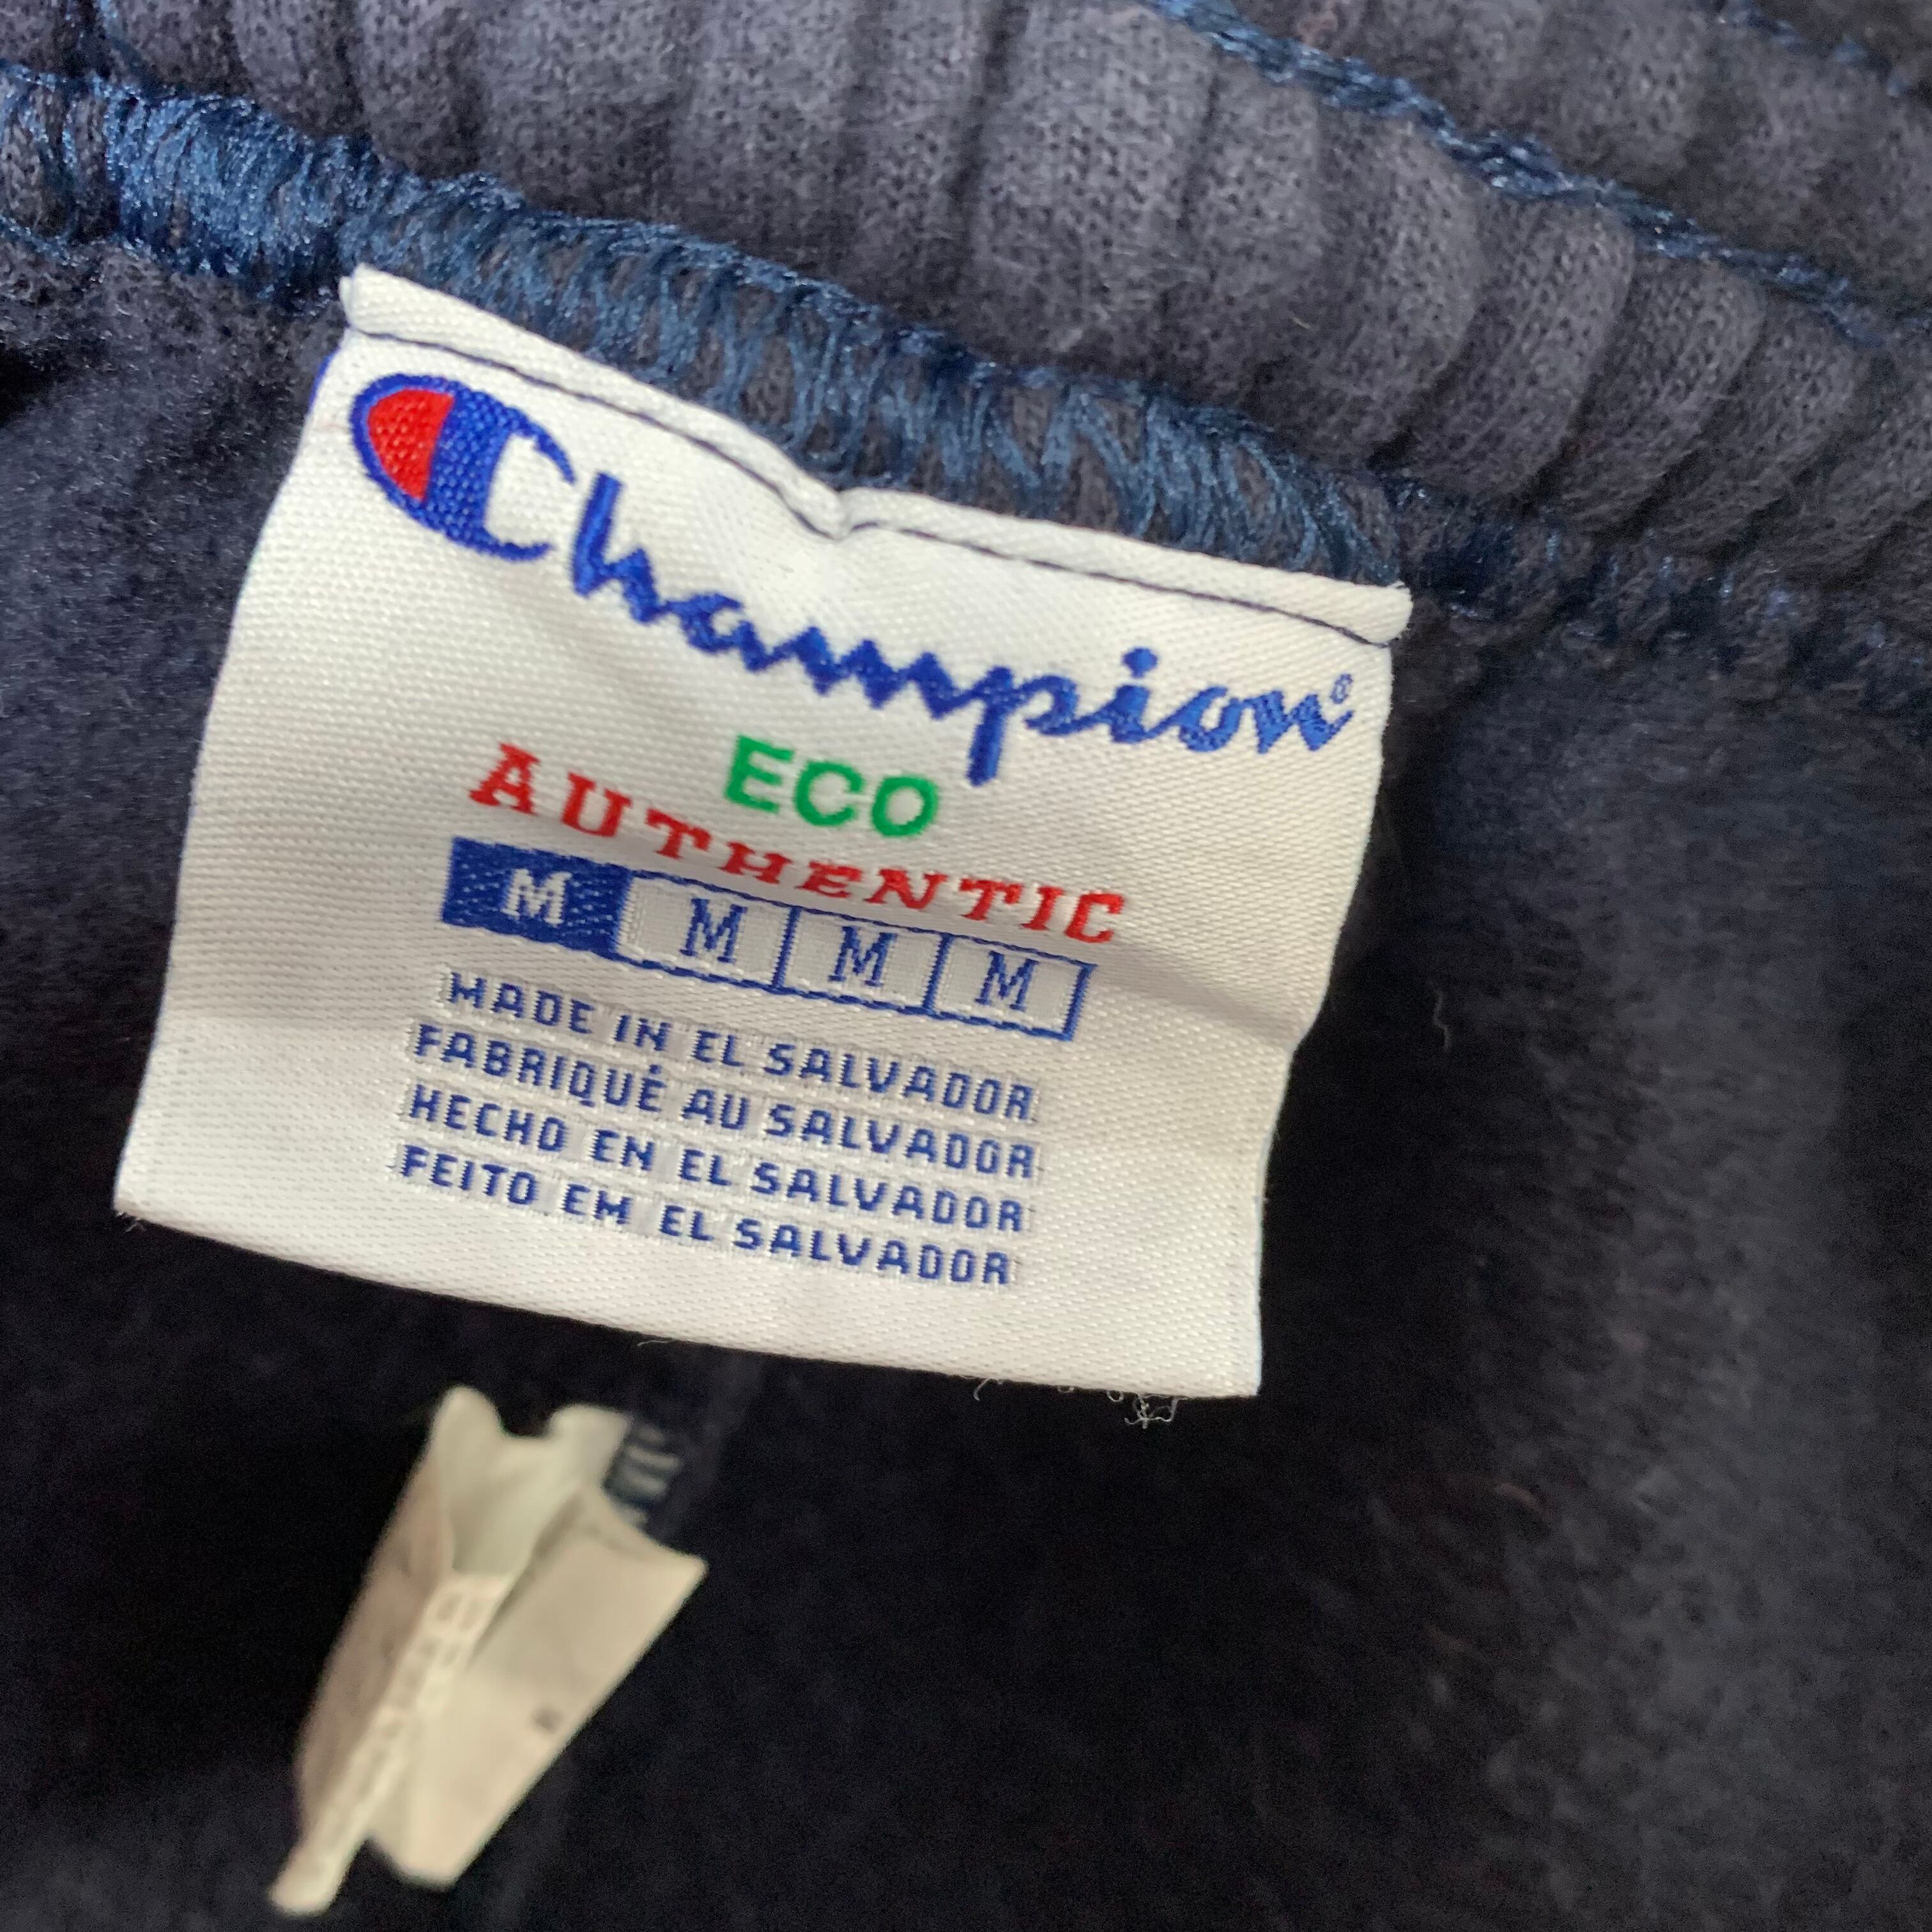 Champion®
ECO
AUTHENTIC
M M M M
MADE IN EL SALVADOR
FABRIQUÉ AU SALVADOR
HECHO EN EL SALVADOR
FEITO EM EL SALVADOR